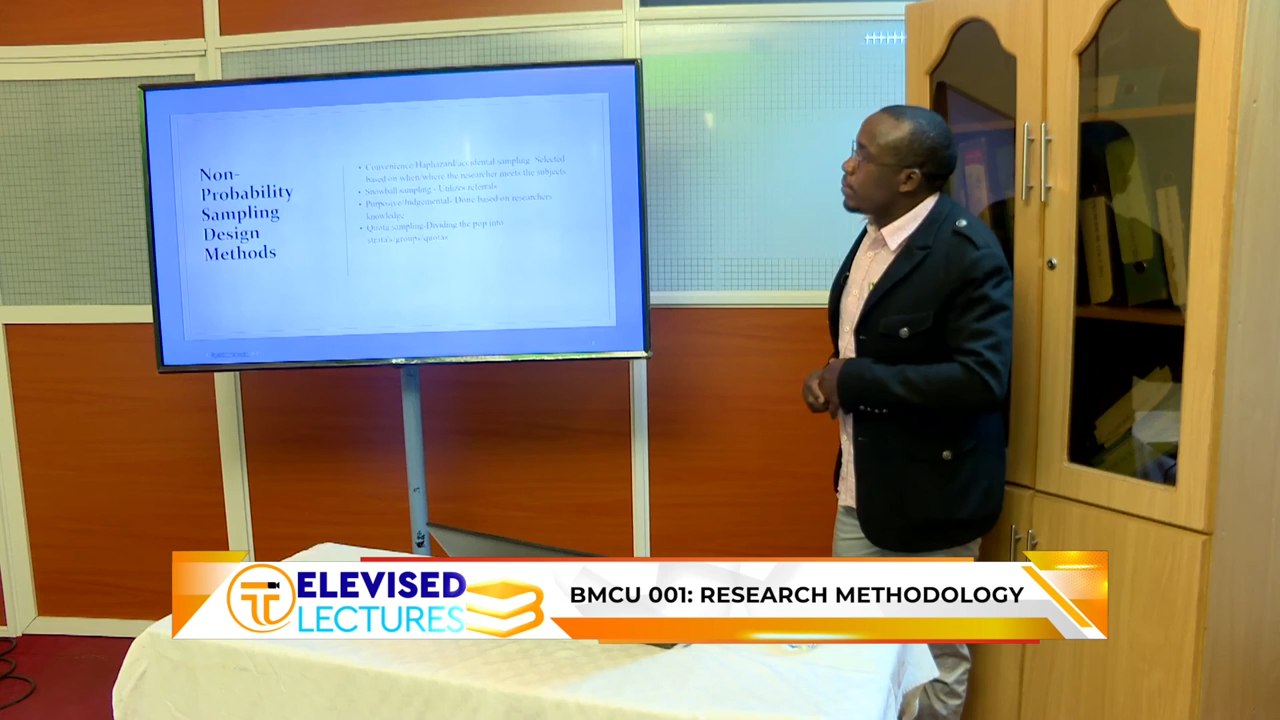 Non-
Probability
Sampling
Design
Methods
• Convenience/Haphazard/accidental sampling- Selected
based on when/where the researcher meets the subjects
• Snowball sampling - Utilizes referrals
• Purposive/Judgemental- Done based on researchers
knowledge
• Quota sampling-Dividing the pop into
strata's/groups/quotas
TELEVISED
LECTURES
BMCU 001: RESEARCH METHODOLOGY